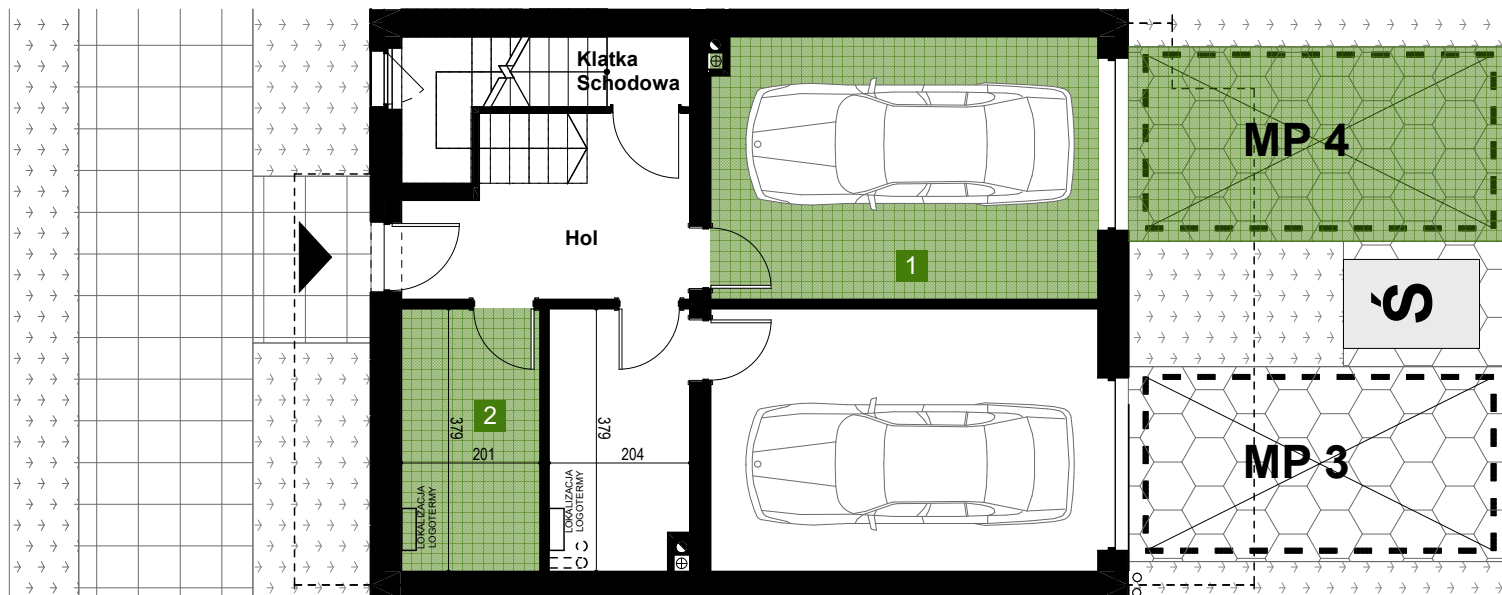 Klatka
Schodowa
MP 4
Hol
1
Ś
2
379
201
LOKALIZACJA
LOGOTERMY
379
204
LOKALIZACJA
LOGOTERMY
MP 3